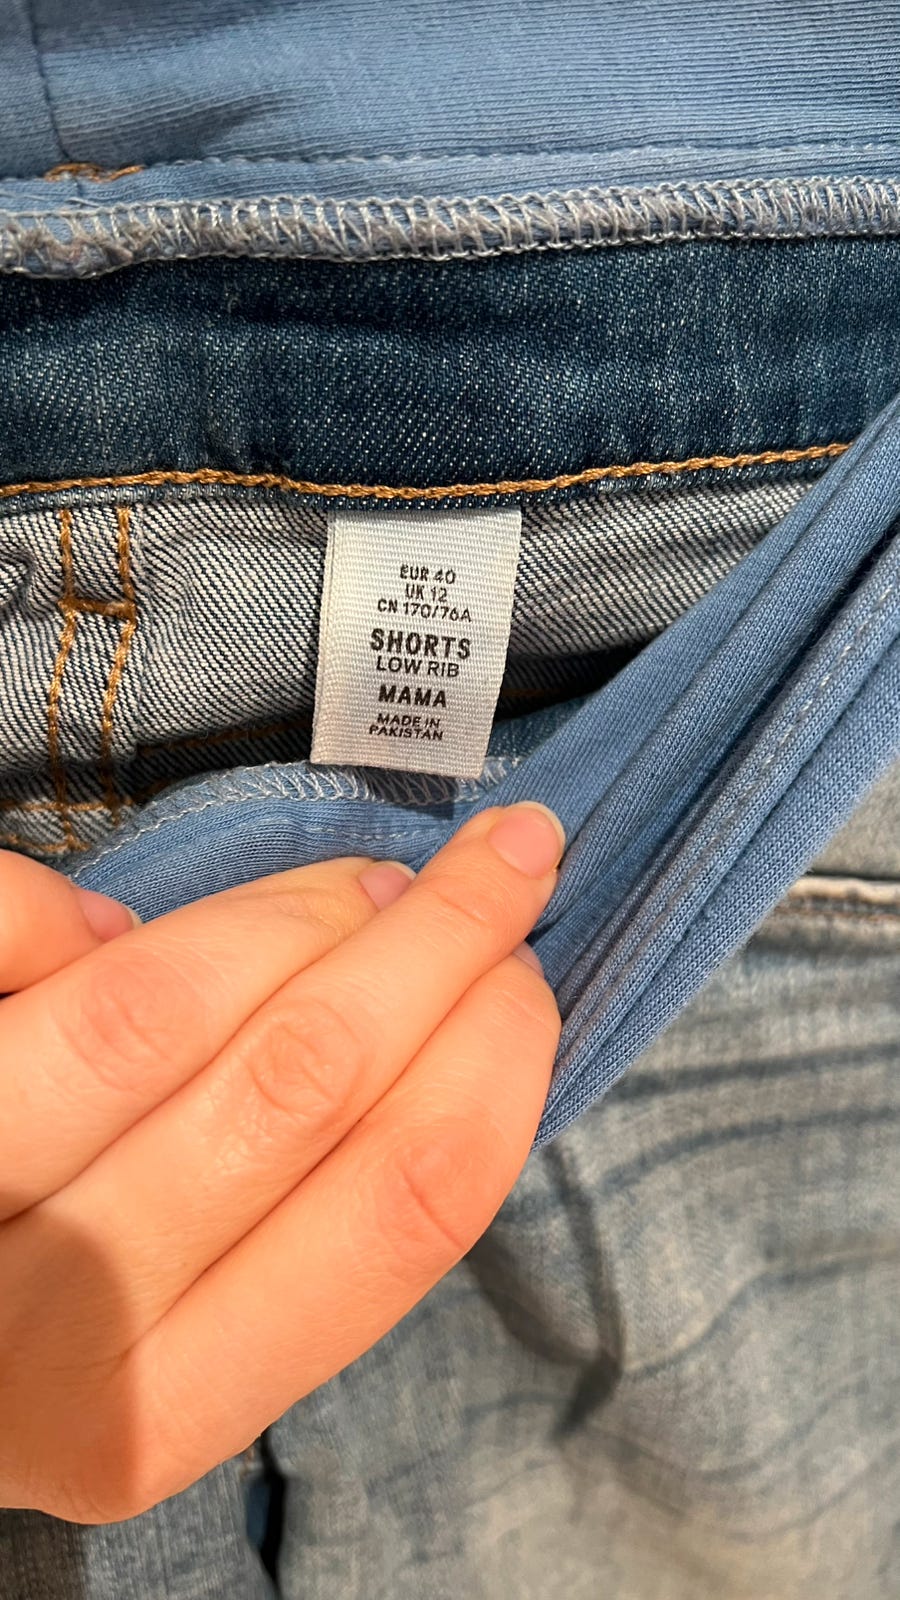 EUR 40
UK 12
CN 170/76A
SHORTS
LOW RIB
MAMA
MADE IN
PAKISTAN